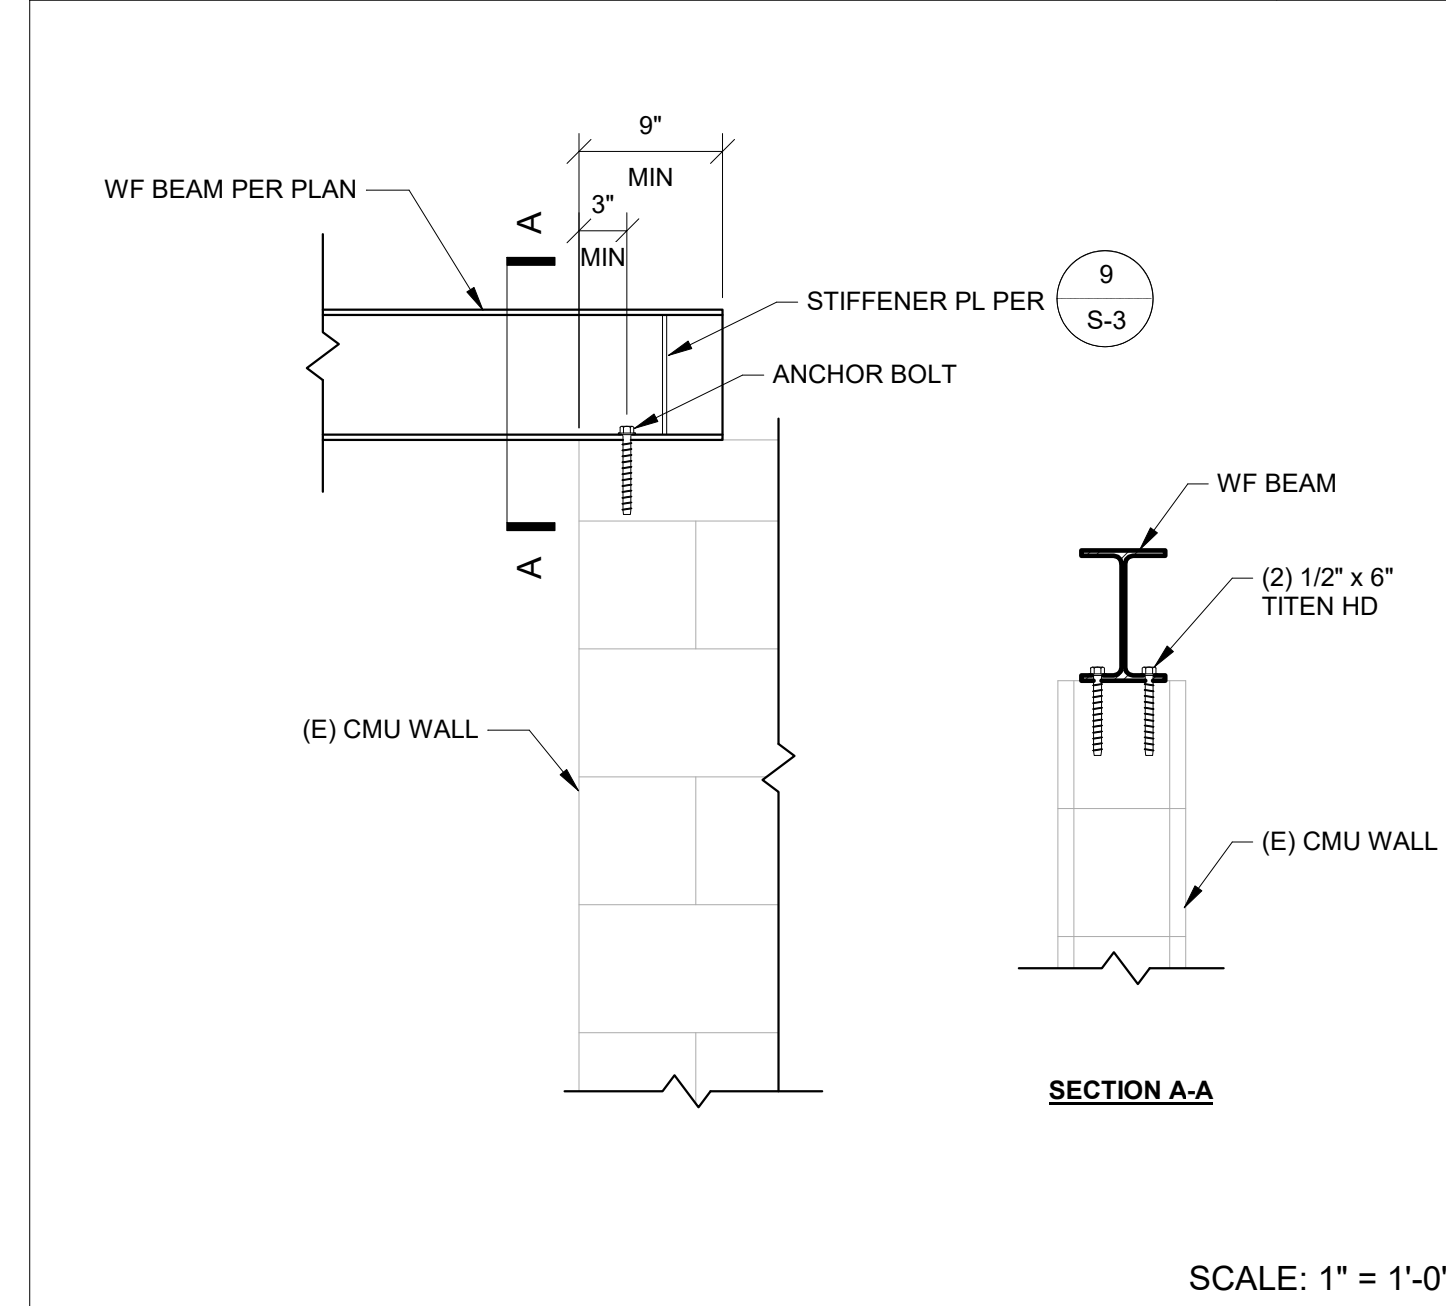 9"
MIN
WF BEAM PER PLAN
3"
MIN
A
9
STIFFENER PL PER
S-3
ANCHOR BOLT
A
WF BEAM
(2) 1/2" x 6"
TITEN HD
(E) CMU WALL
(E) CMU WALL
SECTION A-A
SCALE: 1" = 1'-0"